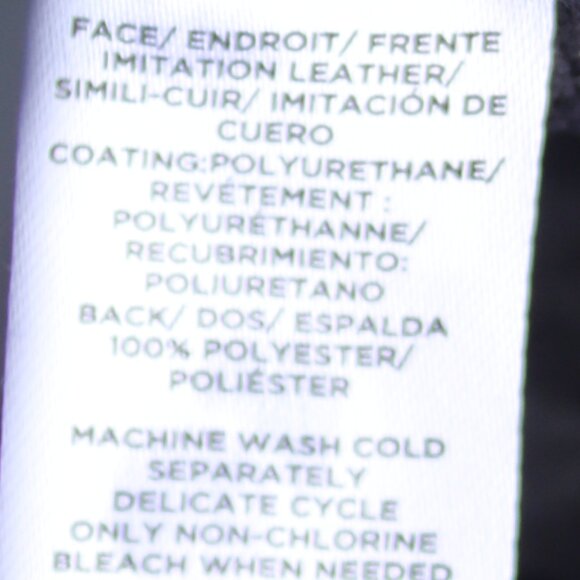 FACE/ ENDROIT/ FRENTE
IMITATION LEATHER/
SIMILI-CUIR/ IMITACIÓN DE
CUERO
COATING:POLYURETHANE/
REVÉTEMENT :
POLYURÉTHANNE/
RECUBRIMIENTO:
POLIURETANO
BACK/ DOS/ ESPALDA
100% POLYESTER/
POLIÉSTER
MACHINE WASH COLD
SEPARATELY
DELICATE CYCLE
ONLY NON-CHLORINE
BLEACH WHEN NEEDED